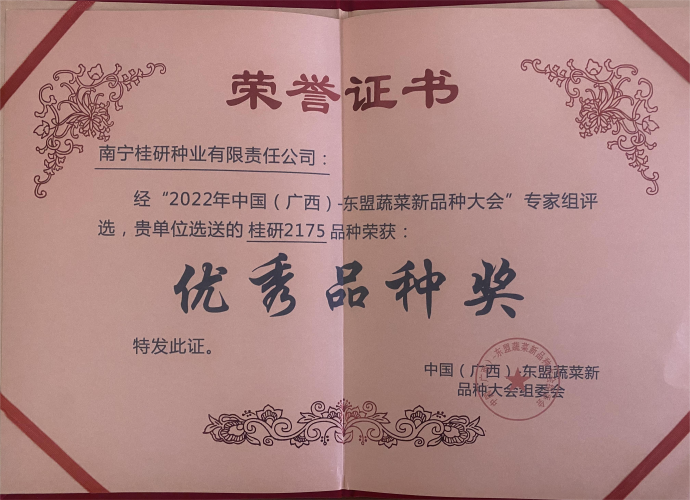 荣誉证书
南宁桂研种业有限责任公司：
经“2022年中国（广西）-东盟蔬菜新品种大会”专家组评
选，贵单位选送的 桂研2175 品种荣获：
优秀品种奖
特发此证。
中国（广西）-东盟蔬菜新
品种大会组委会